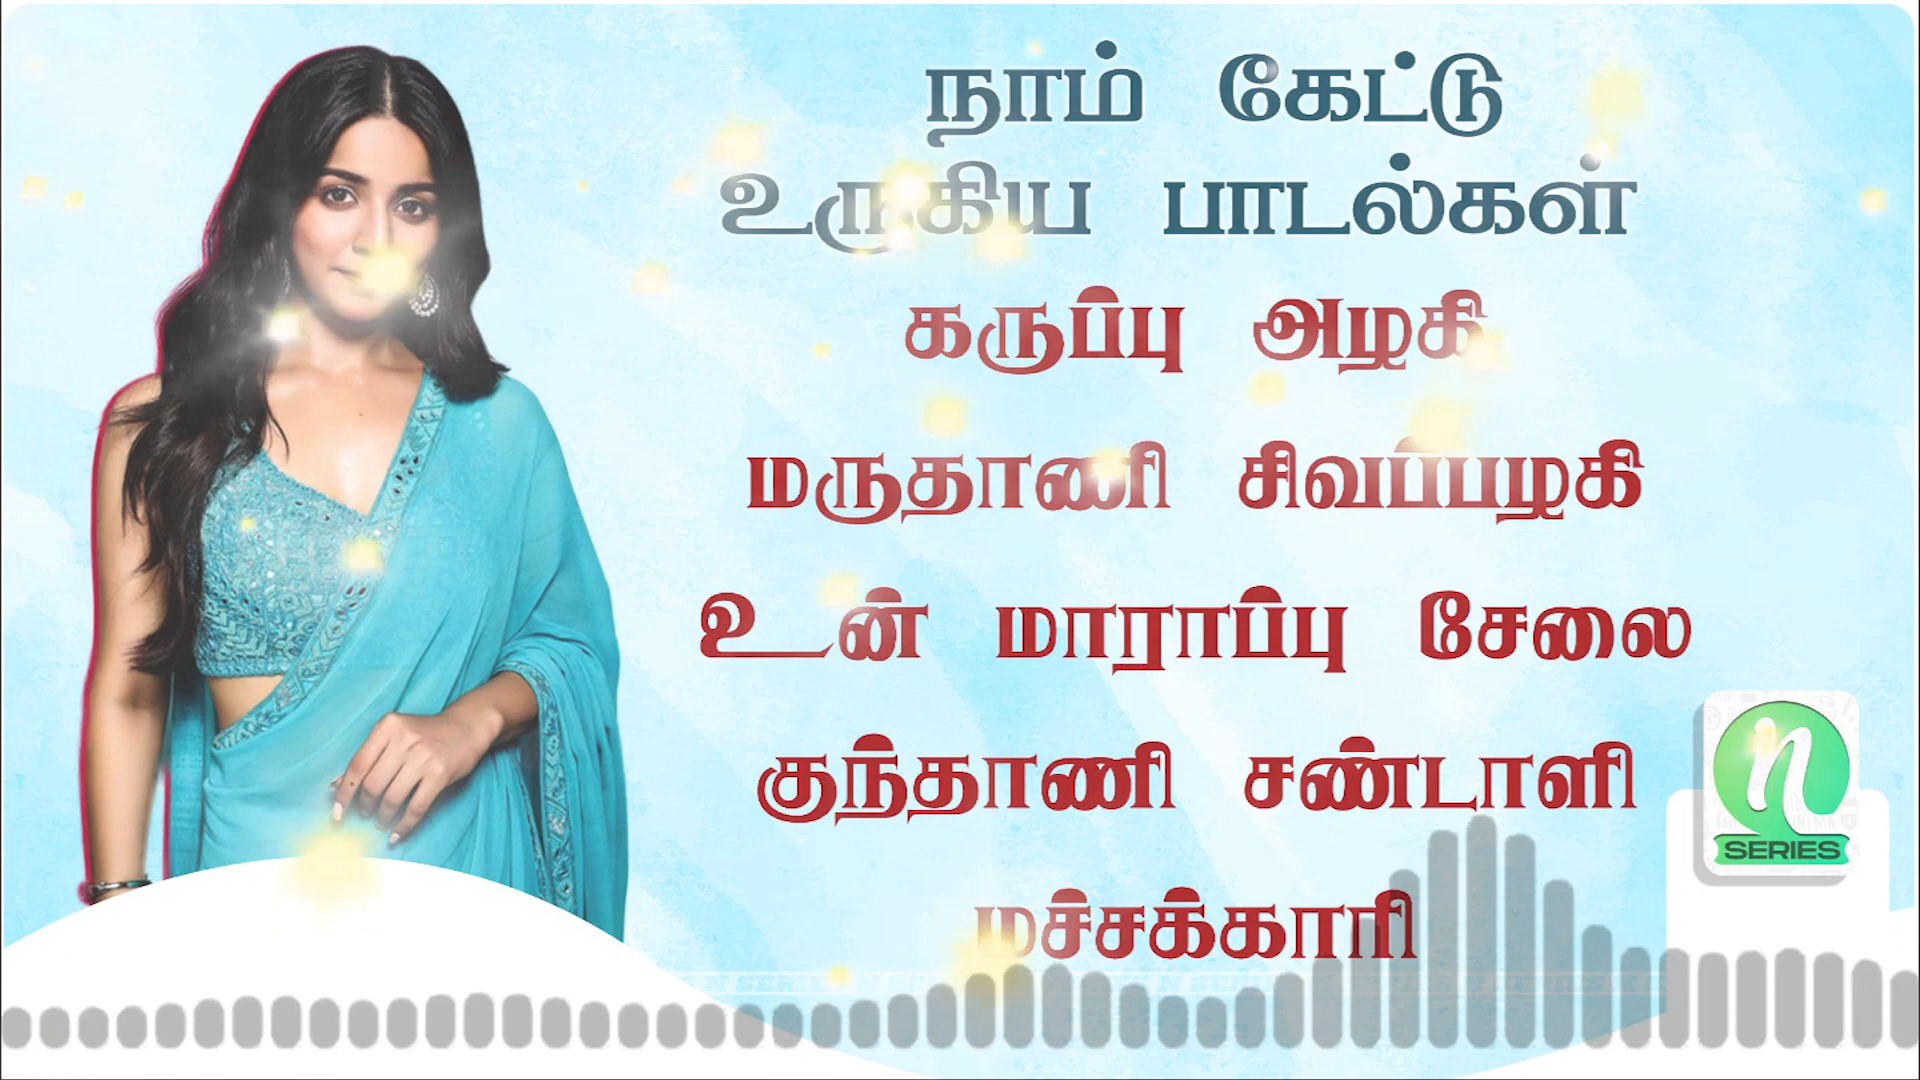 நாம் கேட்டு
உருகிய பாடல்கள்
கருப்பு அழகி
மருதாணி சிவப்பழகி
உன் மாராப்பு சேலை
குந்தாணி சண்டாளி
மச்சக்காரி
n
SERIES